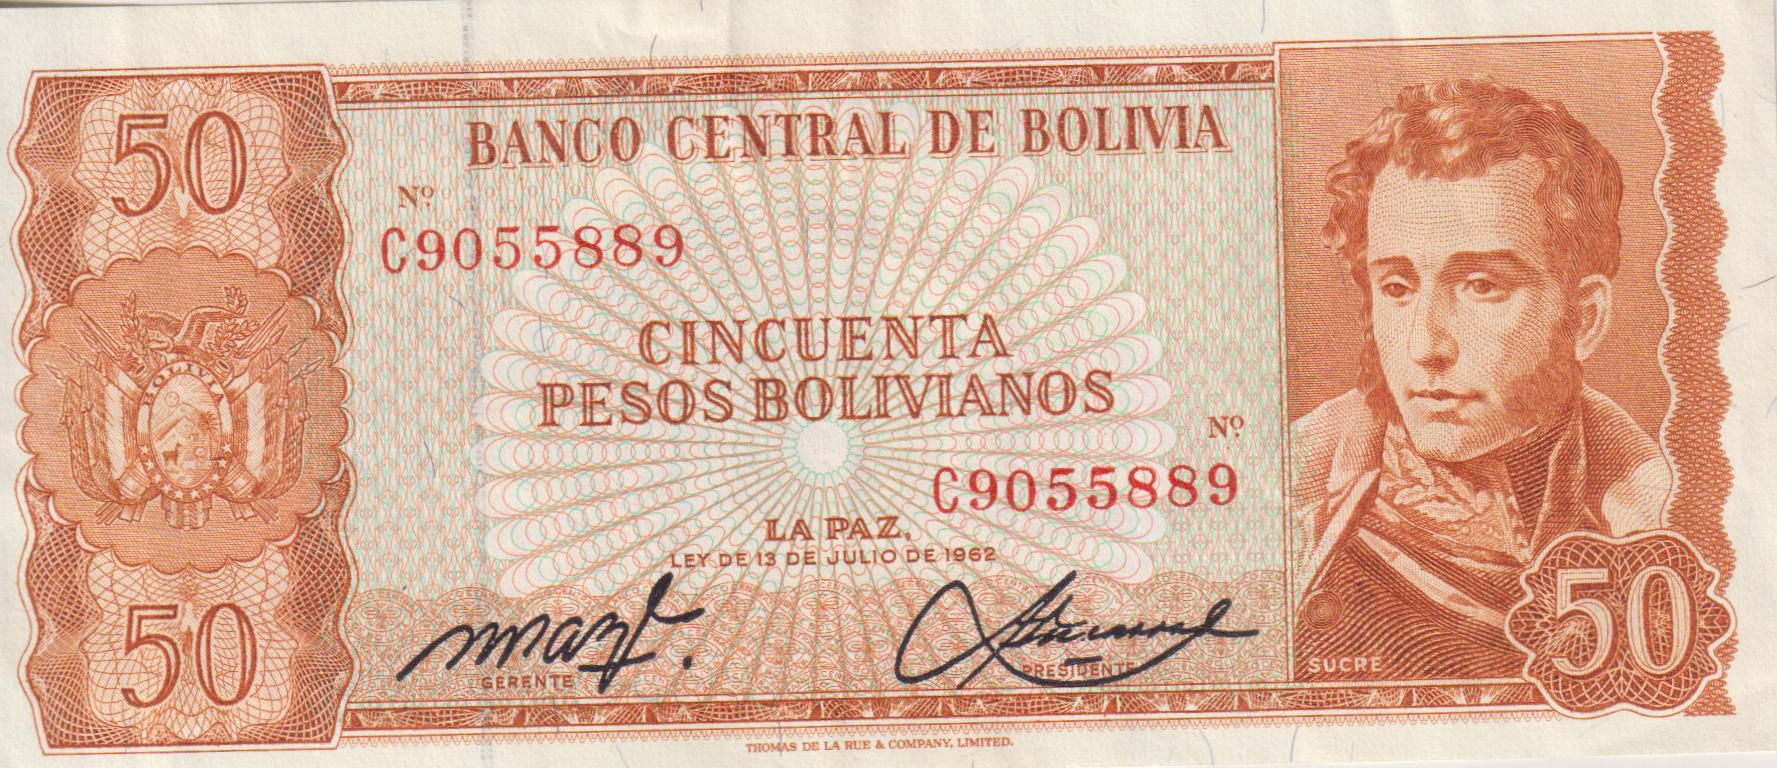 50
BANCO CENTRAL DE BOLIVIA
Nº
C9055889
CINCUENTA
PESOS BOLIVIANOS
BOLIVIA
Nº
C9055889
LA PAZ,
LEY DE 13 DE JULIO DE 1962
GERENTE
PRESIDENTE
SUCRE
50
50
THOMAS DE LA RUE & COMPANY, LIMITED.